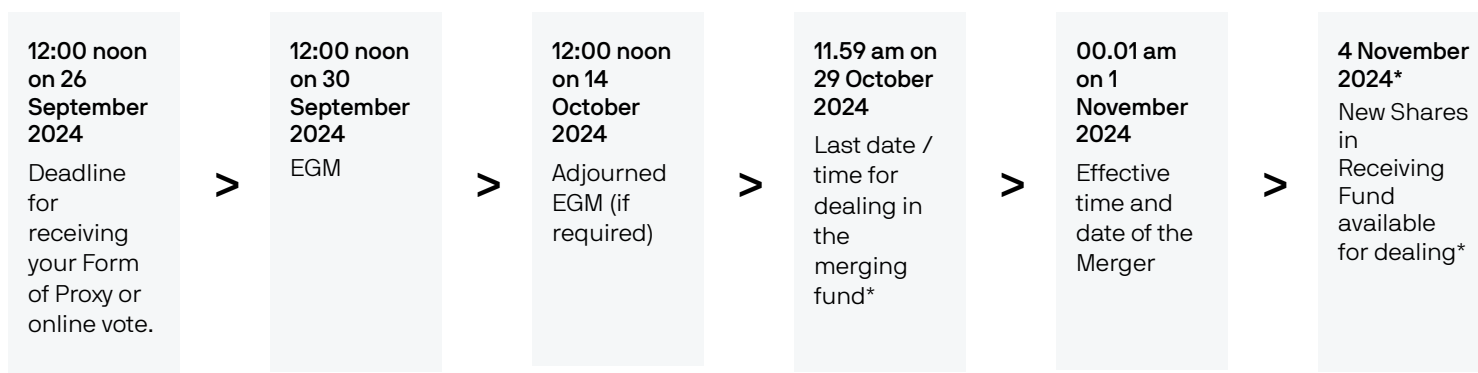 12:00 noon
on 26
September
2024
Deadline
for
receiving
your Form
of Proxy or
online vote.
>
12:00 noon
on 30
September
2024
EGM
>
12:00 noon
on 14
October
2024
Adjourned
EGM (if
required)
>
11.59 am on
29 October
2024
Last date /
time for
dealing in
the
merging
fund*
>
00.01 am
on 1
November
2024
Effective
time and
date of the
Merger
>
4 November
2024*
New Shares
in
Receiving
Fund
available
for dealing*